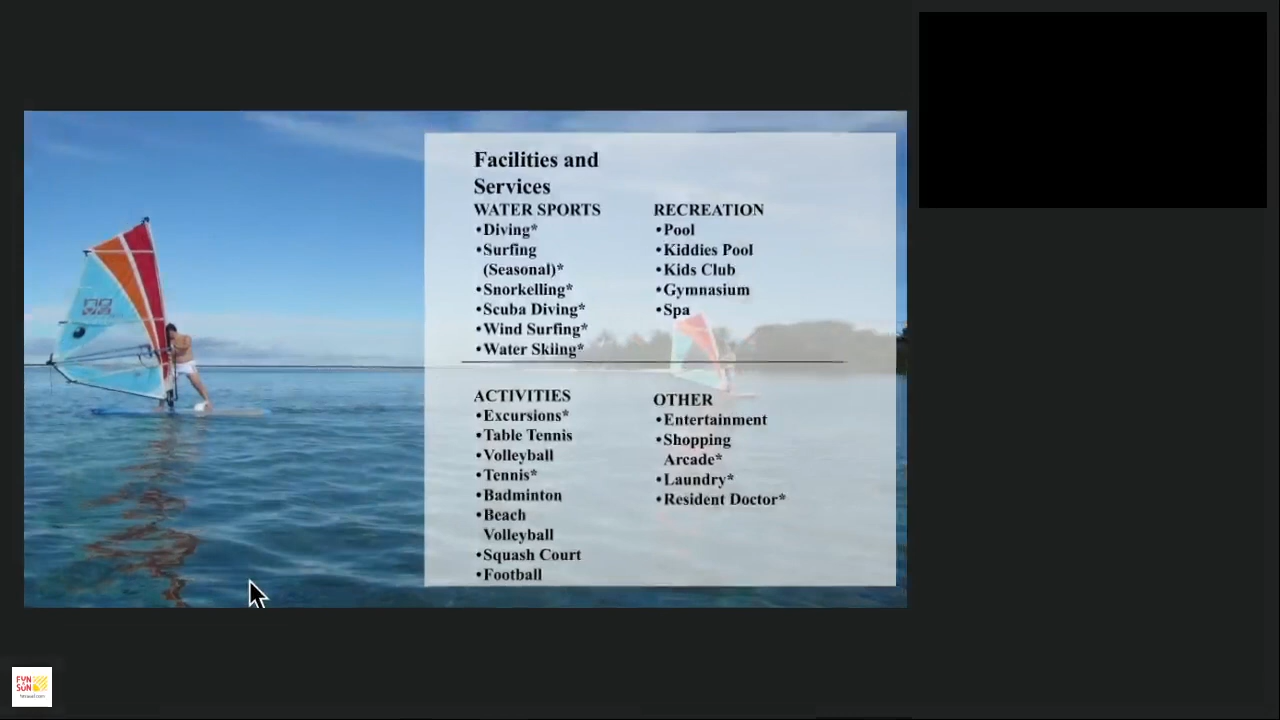 Facilities and
Services
WATER SPORTS
•Diving*
•Surfing
(Seasonal)*
•Snorkelling*
•Scuba Diving*
•Wind Surfing*
•Water Skiing*
RECREATION
•Pool
•Kiddies Pool
•Kids Club
•Gymnasium
•Spa
ACTIVITIES
•Excursions*
•Table Tennis
•Volleyball
•Tennis*
•Badminton
•Beach
Volleyball
•Squash Court
•Football
OTHER
•Entertainment
•Shopping
Arcade*
•Laundry*
•Resident Doctor*
FUN
SUN